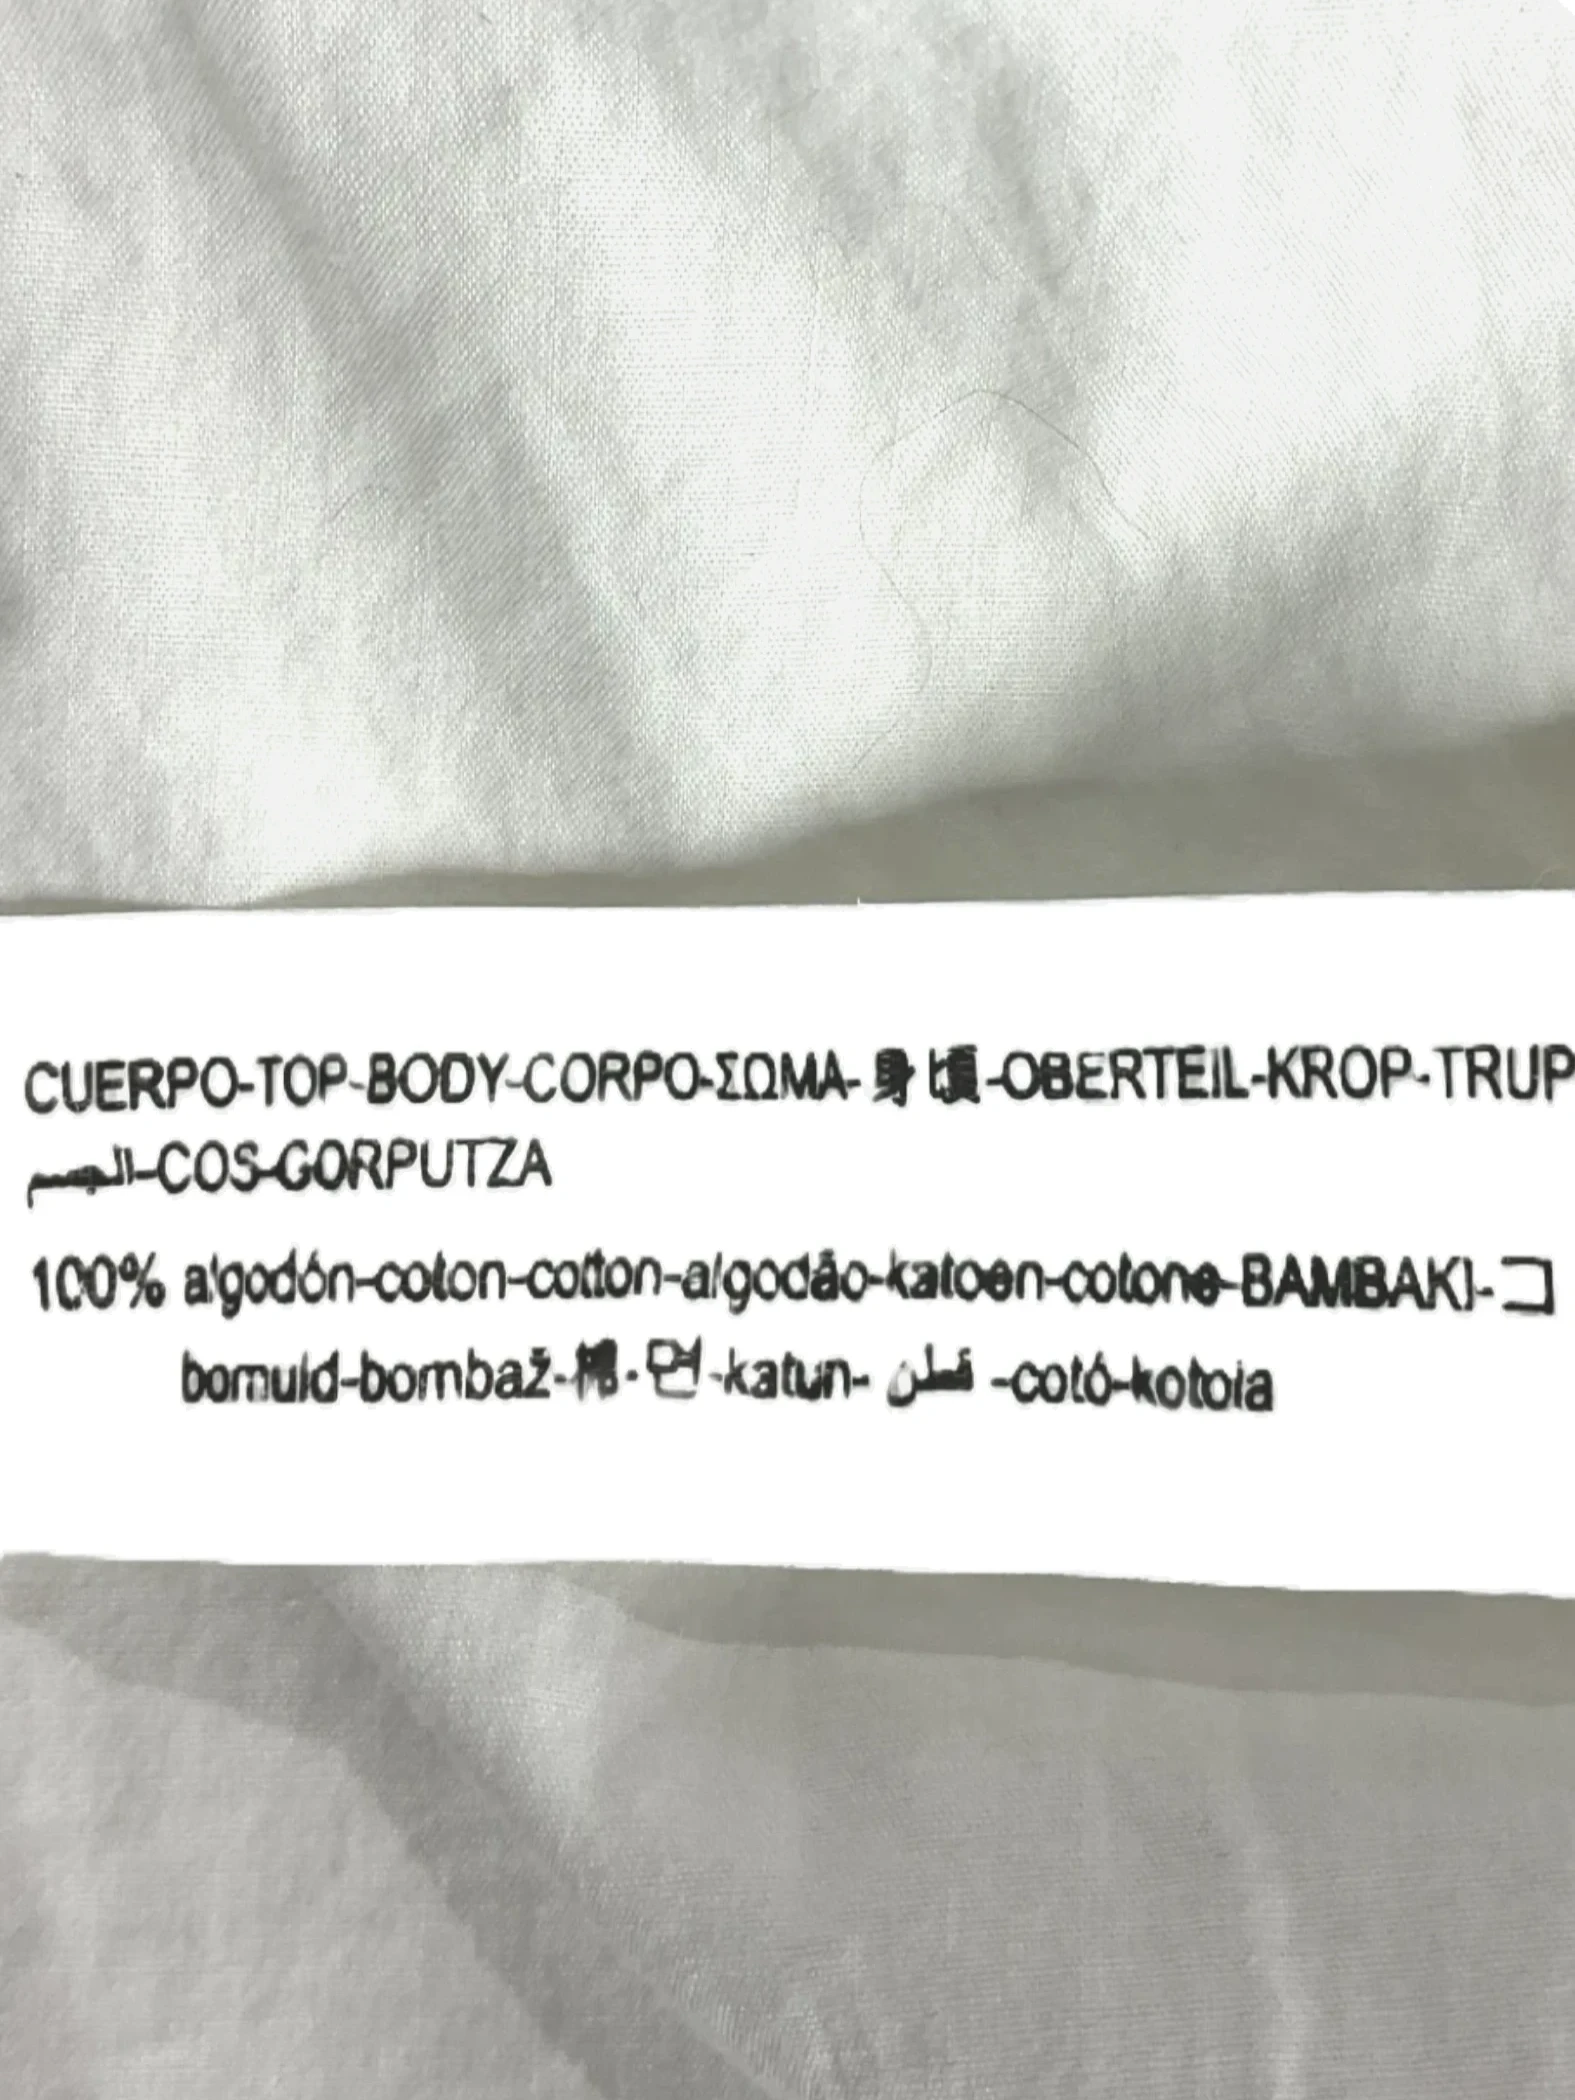 CUERPO-TOP-BODY-CORPO-ΣΩMA-身頃-OBERTEIL-KROP-TRUP
الجسم-COS-GORPUTZA
100% algodón-coton-cotton-algodão-katoen-cotone-BAMBAKI-コ
bomuld-bombaž-棉-면-katun- قطن -cotó-kotoia